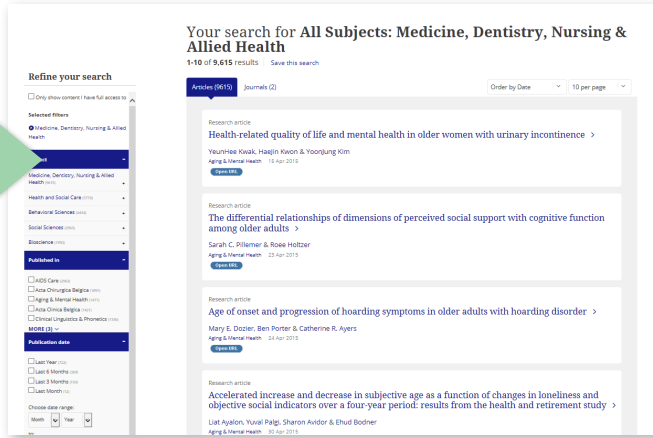 Your search for All Subjects: Medicine, Dentistry, Nursing &
Allied Health
1-10 of 9,615 results
Save this search
Refine your search
Only show content I have full access to
Selected filters
Medicine, Dentistry, Nursing & Allied
Health
Medicine, Dentistry, Nursing & Allied
Health
Health and Social Care
Behavioral Sciences
Social Sciences
Bioscience
Published in
AIDS Care
Acta Chirurgica Belgica
Aging & Mental Health
Acta Clinica Belgica
Clinical Linguistics & Phonetics
MORE (3)
Publication date
Last Year
Last 6 Months
Last 3 Months
Last Month
Choose date range:
Month Year
Articles (9615) Journals (2)
Order by Date 10 per page
Research article
Health-related quality of life and mental health in older women with urinary incontinence >
YeunHee Kwak, HaeJin Kwon & YoonJung Kim
Aging & Mental Health 15 Apr 2015
Open URL
Research article
The differential relationships of dimensions of perceived social support with cognitive function
among older adults >
Sarah C. Pillemer & Roee Holtzer
Aging & Mental Health 23 Apr 2015
Open URL
Research article
Age of onset and progression of hoarding symptoms in older adults with hoarding disorder >
Mary E. Dozier, Ben Porter & Catherine R. Ayers
Aging & Mental Health 24 Apr 2015
Open URL
Research article
Accelerated increase and decrease in subjective age as a function of changes in loneliness and
objective social indicators over a four-year period: results from the health and retirement study >
Liat Ayalon, Yuval Palgi, Sharon Avidor & Ehud Bodner
Aging & Mental Health 30 Apr 2015